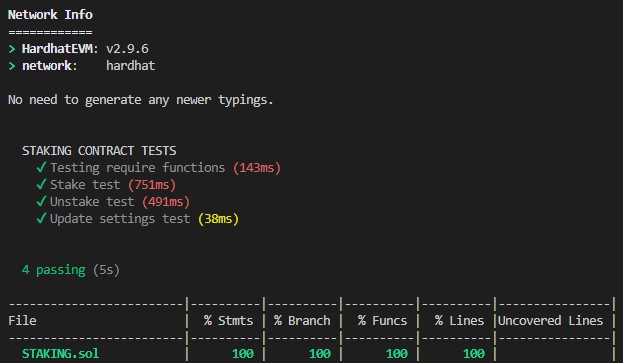 Network Info
============
> HardhatEVM: v2.9.6
> network:    hardhat
No need to generate any newer typings.
STAKING CONTRACT TESTS
✓ Testing require functions (143ms)
✓ Stake test (751ms)
✓ Unstake test (491ms)
✓ Update settings test (38ms)
4 passing (5s)
------------------------|----------|----------|----------|----------|----------------|
File                    |  % Stmts | % Branch |  % Funcs |  % Lines |Uncovered Lines |
------------------------|----------|----------|----------|----------|----------------|
  STAKING.sol           |      100 |      100 |      100 |      100 |                |